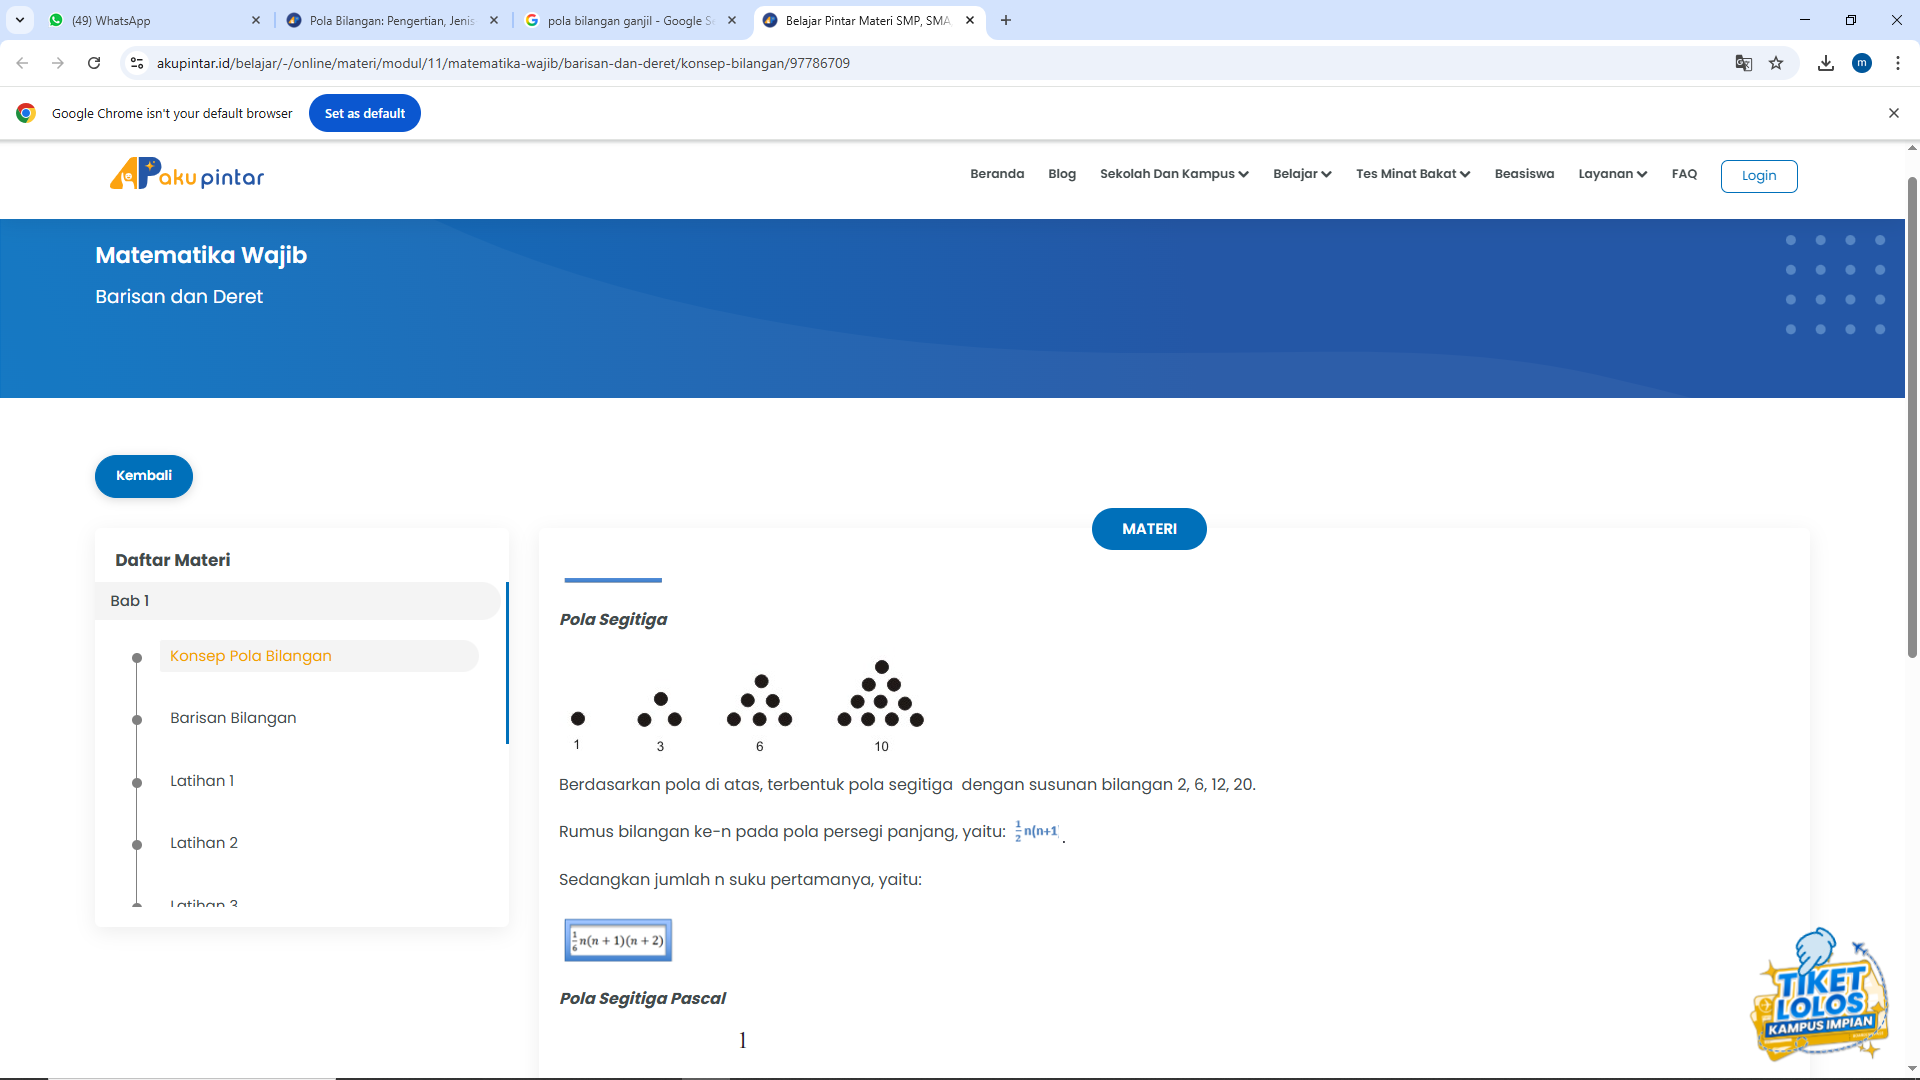 (49) WhatsApp
Pola Bilangan: Pengertian, Jenis
pola bilangan ganjil - Google Se
Belajar Pintar Materi SMP, SMA,
akupintar.id/belajar/-/online/materi/modul/11/matematika-wajib/barisan-dan-deret/konsep-bilangan/97786709
m
Google Chrome isn't your default browser
Set as default
AP aku pintar
Beranda
Blog
Sekolah Dan Kampus
Belajar
Tes Minat Bakat
Beasiswa
Layanan
FAQ
Login
Matematika Wajib
Barisan dan Deret
Kembali
MATERI
Daftar Materi
Bab 1
Konsep Pola Bilangan
Barisan Bilangan
Latihan 1
Latihan 2
Latihan 3
Pola Segitiga
1 3 6 10
Berdasarkan pola di atas, terbentuk pola segitiga  dengan susunan bilangan 2, 6, 12, 20.
Rumus bilangan ke-n pada pola persegi panjang, yaitu: 1/2 n(n+1 .
Sedangkan jumlah n suku pertamanya, yaitu:
1/6 n(n + 1)(n + 2)
Pola Segitiga Pascal
1
TIKET
LOLOS
KAMPUS IMPIAN